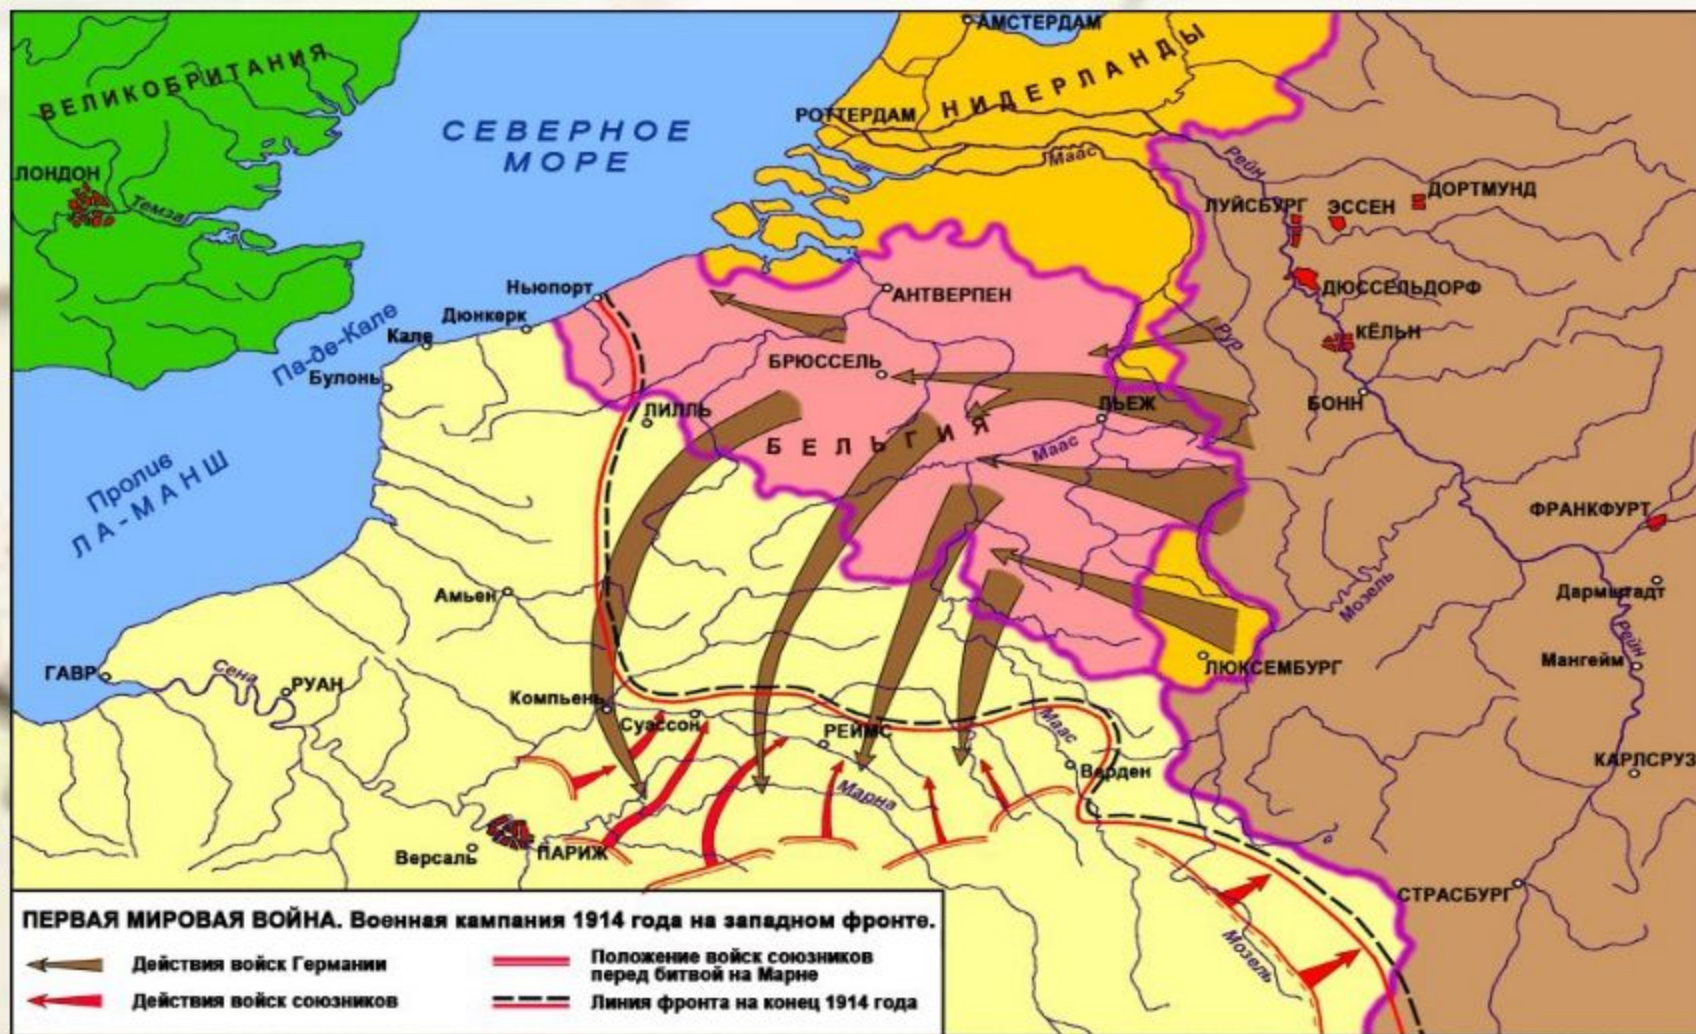 АМСТЕРДАМ
ВЕЛИКОБРИТАНИЯ
НИДЕРЛАНДЫ
РОТТЕРДАМ
СЕВЕРНОЕ
МОРЕ
Маас
Рейн
ЛОНДОН
Темза
ЛУЙСБУРГ
ЭССЕН
ДОРТМУНД
Ньюпорт
АНТВЕРПЕН
ДЮССЕЛЬДОРФ
Дюнкерк
Па-де-Кале
Кале
Рур
КЁЛЬН
БРЮССЕЛЬ
Булонь
БОНН
ЛИЛЛЬ
ЛЬЕЖ
БЕЛЬГИЯ
Маас
Пролив
ЛА-МАНШ
ФРАНКФУРТ
Амьен
Мозель
Дармштадт
Рейн
ГАВР
Сена
РУАН
ЛЮКСЕМБУРГ
Мангейм
Компьень
Суассон
РЕЙМС
Маас
Верден
КАРЛСРУЗ
Марна
Версаль
ПАРИЖ
СТРАСБУРГ
Мозель
ПЕРВАЯ МИРОВАЯ ВОЙНА. Военная кампания 1914 года на западном фронте.
Действия войск Германии
Действия войск союзников
Положение войск союзников
перед битвой на Марне
Линия фронта на конец 1914 года